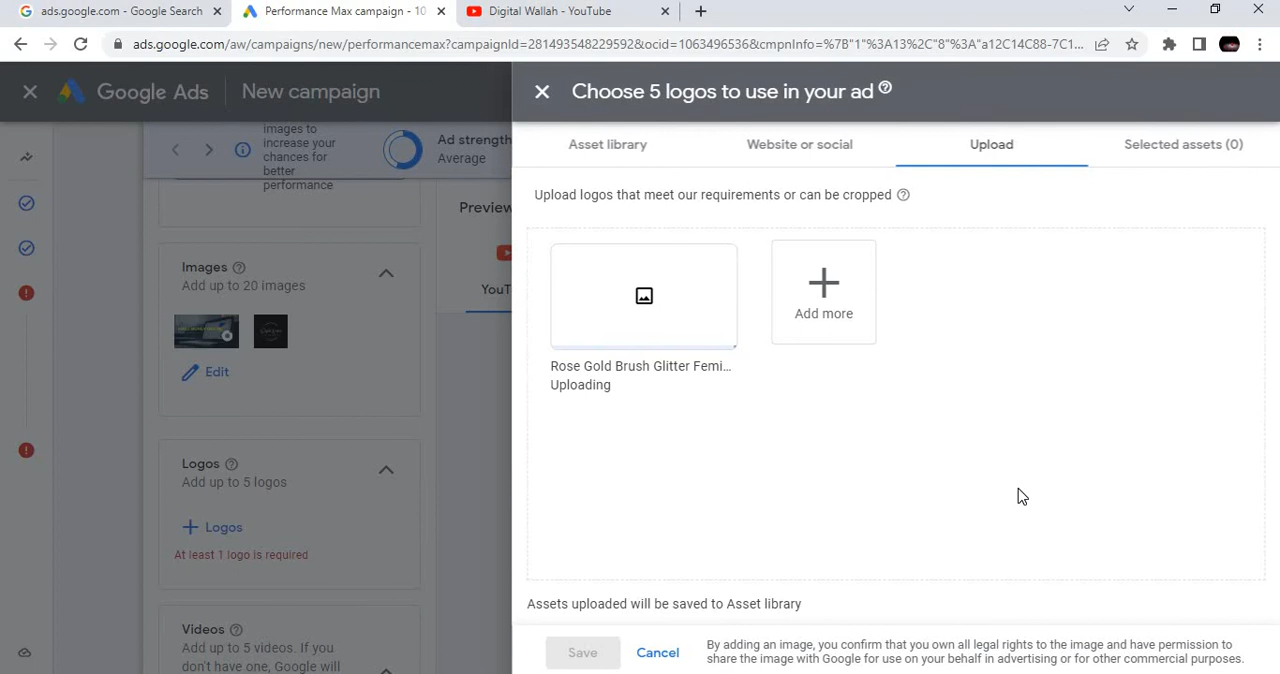 ads.google.com - Google Search
Performance Max campaign - 10
Digital Wallah - YouTube
ads.google.com/aw/campaigns/new/performancemax?campaignId=281493548229592&ocid=1063496536&cmpnInfo=%7B"1"%3A13%2C"8"%3A"a12C14C88-7C1...
Google Ads
New campaign
Choose 5 logos to use in your ad
Asset library
Website or social
Upload
Selected assets (0)
images to
increase your
chances for
better
performance
Ad strength
Average
Upload logos that meet our requirements or can be cropped
Preview
Images
Add up to 20 images
YouT
Edit
Add more
Rose Gold Brush Glitter Femi...
Uploading
Logos
Add up to 5 logos
Logos
At least 1 logo is required
Videos
Add up to 5 videos. If you
don't have one, Google will
Assets uploaded will be saved to Asset library
Save
Cancel
By adding an image, you confirm that you own all legal rights to the image and have permission to
share the image with Google for use on your behalf in advertising or for other commercial purposes.